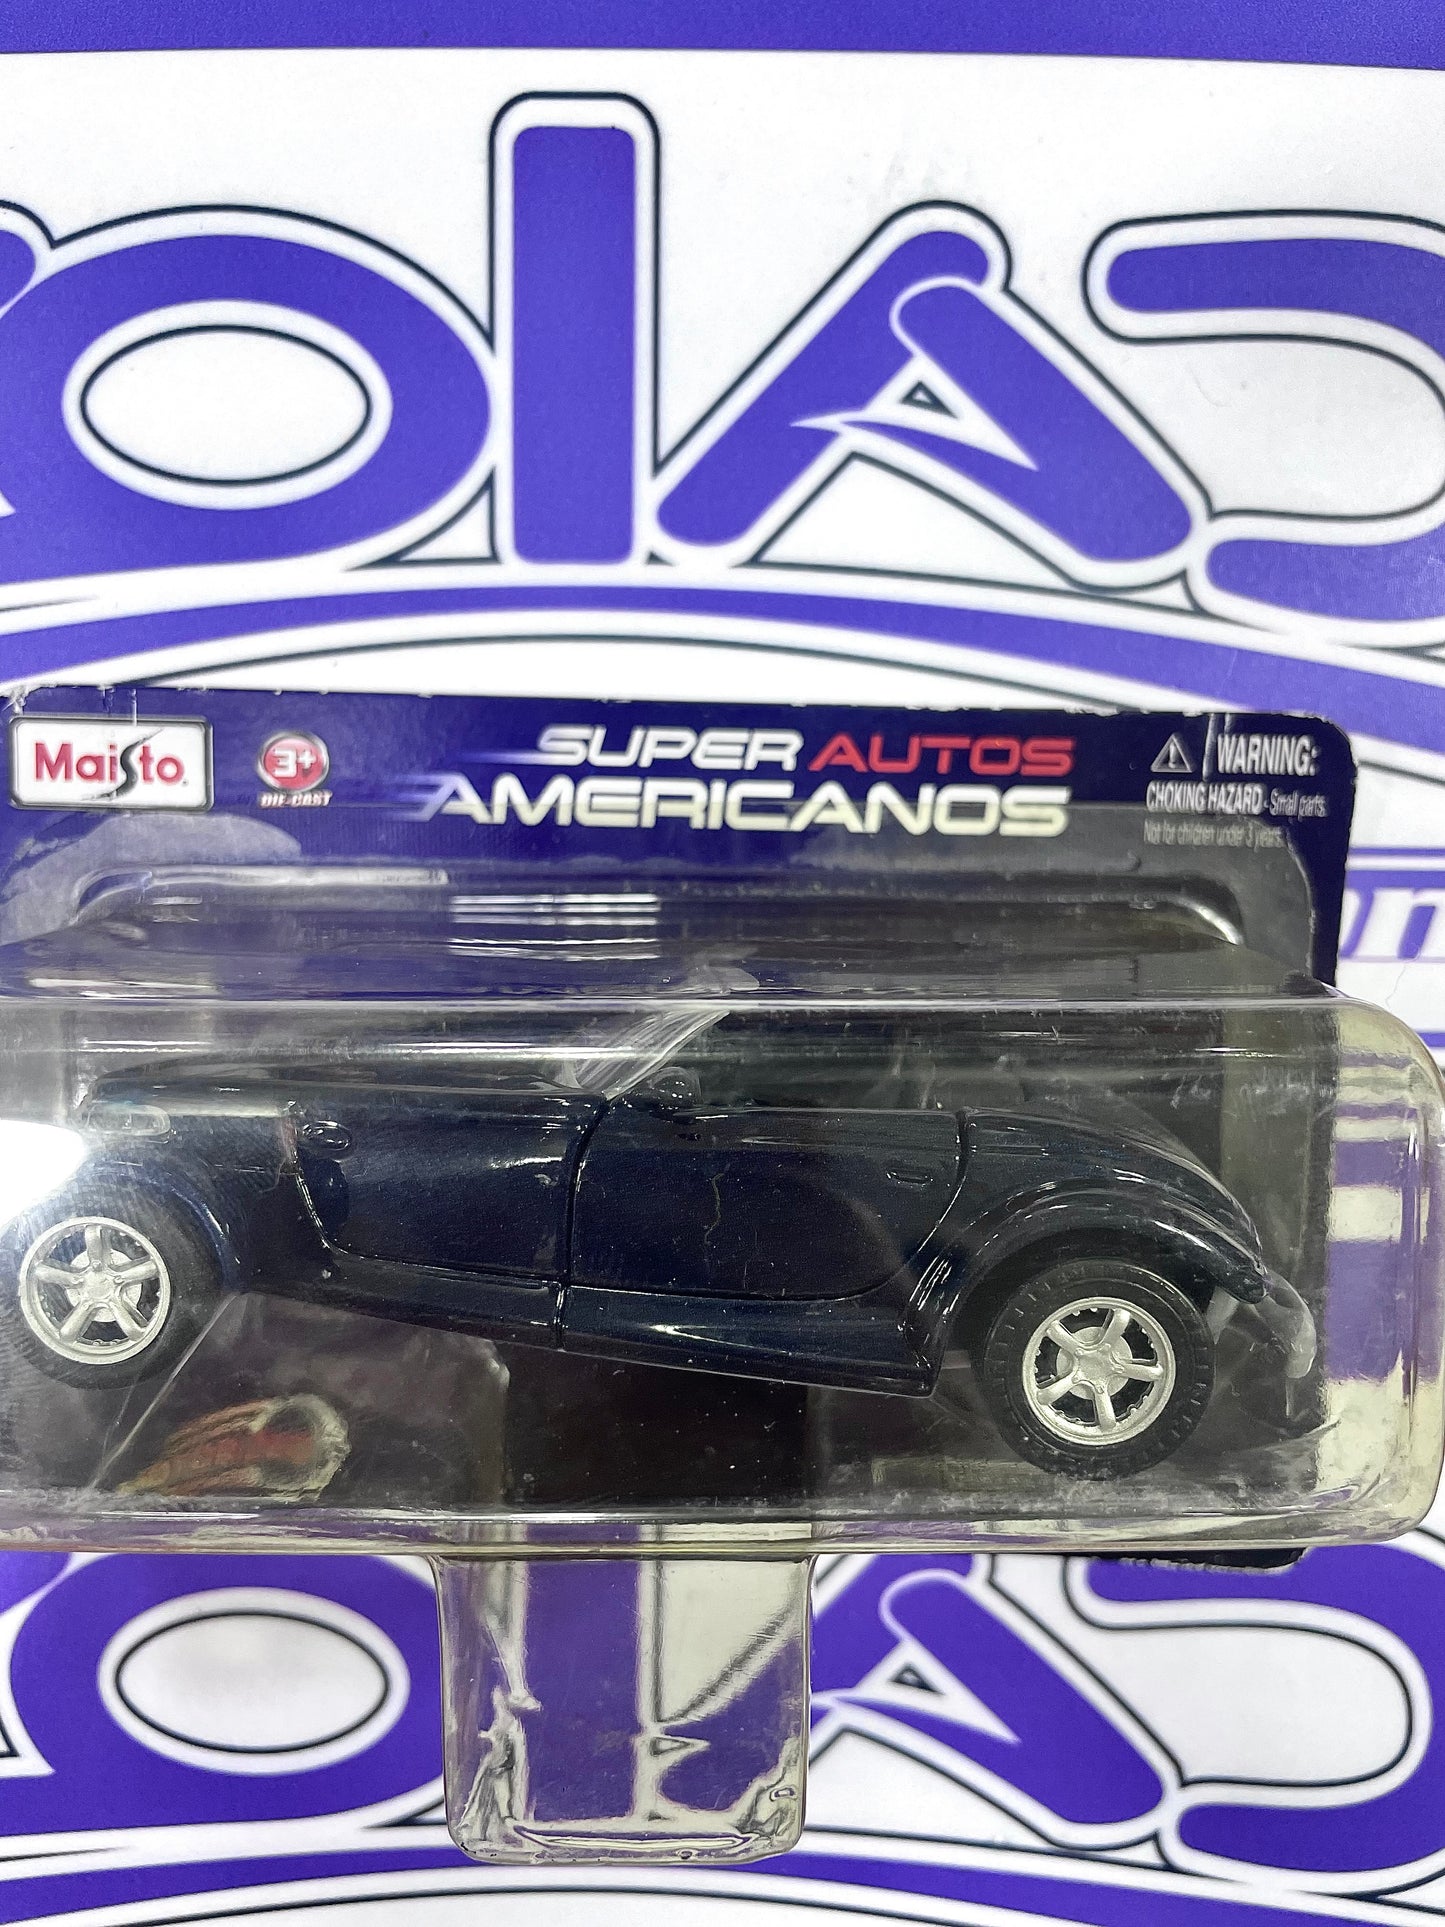 Maisto
3+
DIE-CAST
SUPER AUTOS
AMERICANOS
WARNING:
CHOKING HAZARD - Small parts.
Not for children under 3 years.